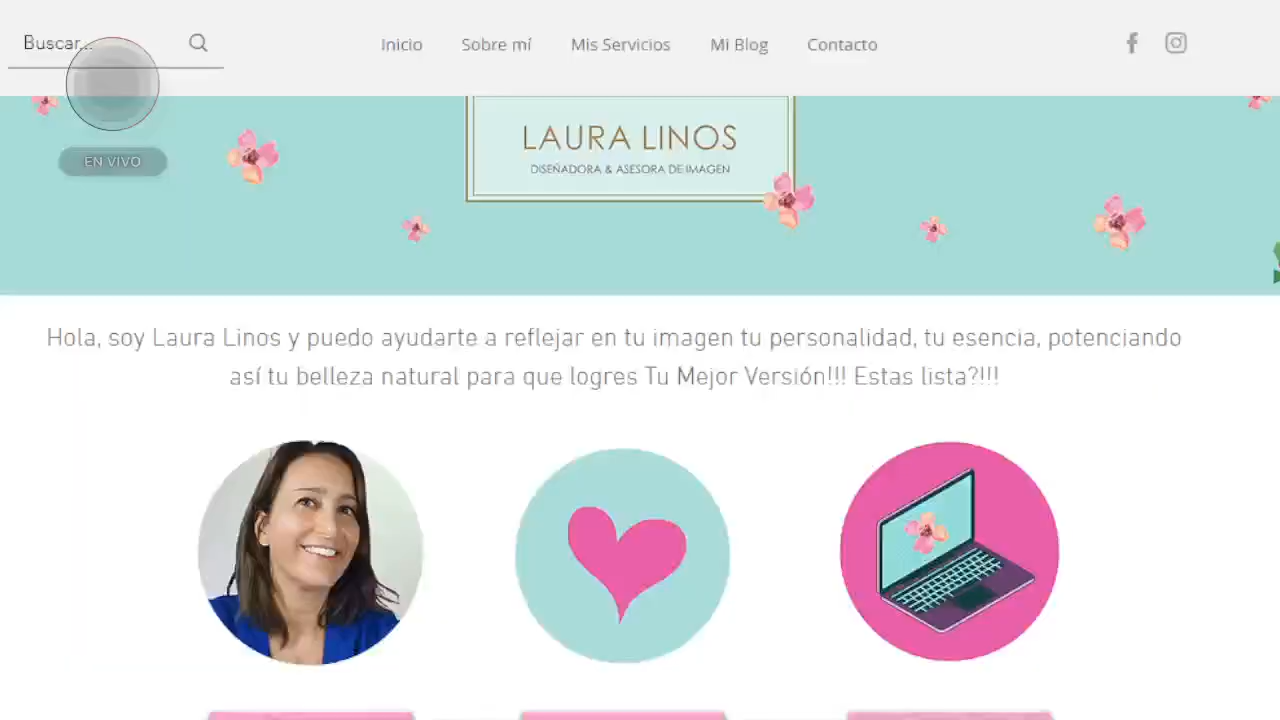 Buscar...
Inicio
Sobre mí
Mis Servicios
Mi Blog
Contacto
EN VIVO
LAURA LINOS
DISEÑADORA & ASESORA DE IMAGEN
Hola, soy Laura Linos y puedo ayudarte a reflejar en tu imagen tu personalidad, tu esencia, potenciando
así tu belleza natural para que logres Tu Mejor Versión!!! Estas lista?!!!